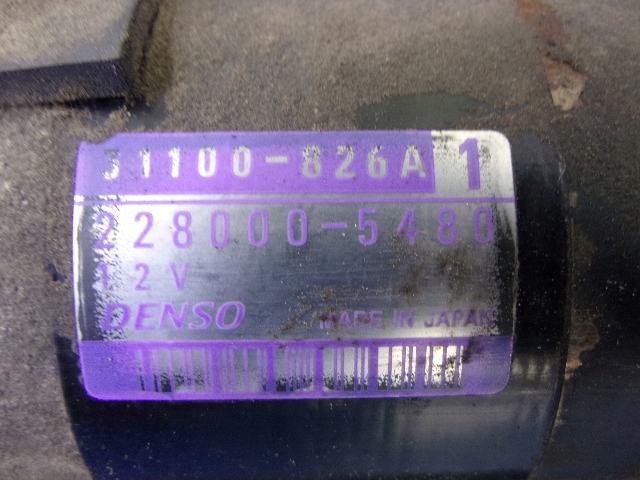 31100-826A 1
228000-5480
12V
DENSO MADE IN JAPAN